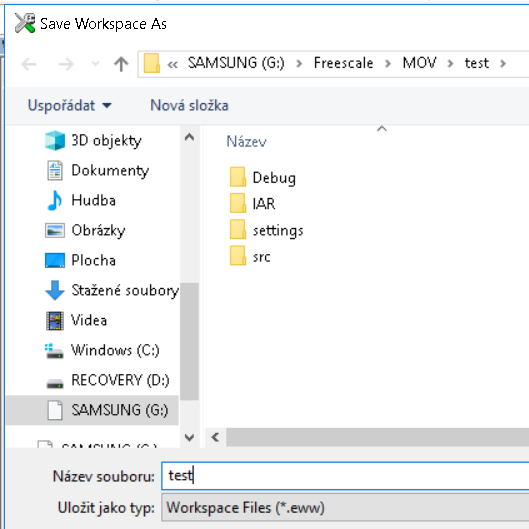 Save Workspace As
« SAMSUNG (G:) › Freescale › MOV › test ›
Uspořádat Nová složka
Název
3D objekty
Dokumenty
Hudba
Obrázky
Plocha
Stažené soubory
Videa
Windows (C:)
RECOVERY (D:)
SAMSUNG (G:)
SAMSUNG (G:)
Debug
IAR
settings
src
Název souboru: test
Uložit jako typ: Workspace Files (*.eww)